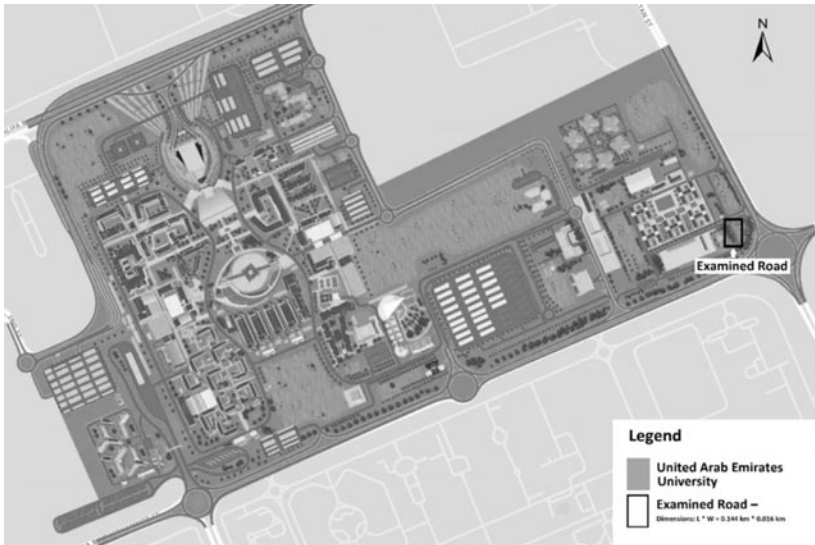 N
Examined Road
Legend
United Arab Emirates
University
Examined Road –
Dimensions: L * W = 0.144 km * 0.016 km